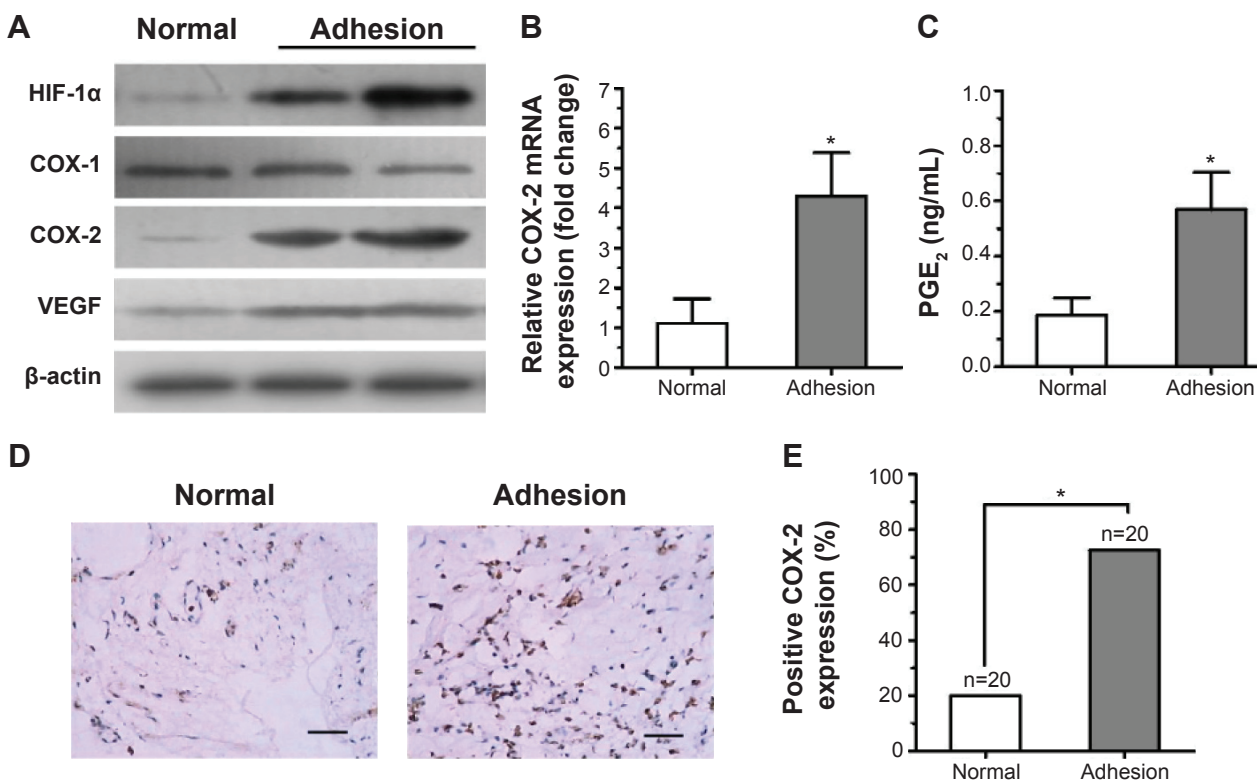 A
Normal Adhesion
HIF-1α
COX-1
COX-2
VEGF
β-actin
B
Relative COX-2 mRNA
expression (fold change)
7
6
5
4
3
2
1
0
*
Normal Adhesion
C
PGE₂ (ng/mL)
1.0
0.8
0.6
0.4
0.2
0.0
*
Normal Adhesion
D
Normal Adhesion
E
Positive COX-2
expression (%)
100
80
60
40
20
0
*
n=20
n=20
Normal Adhesion